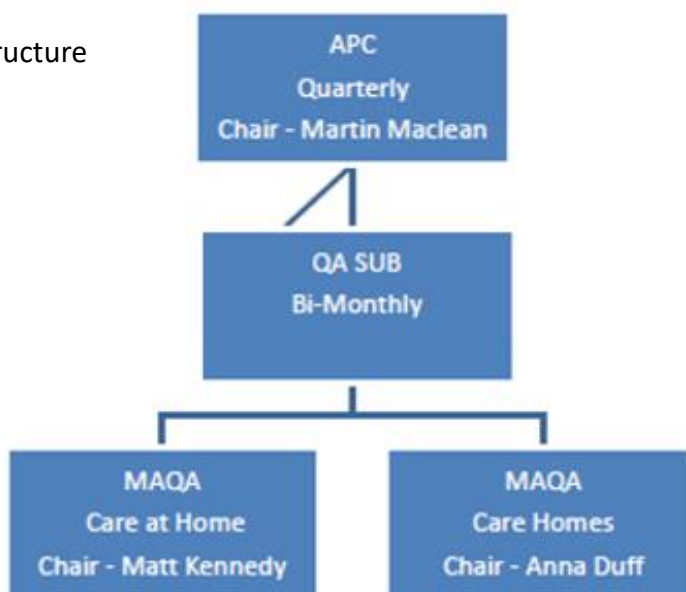 ructure
APC
Quarterly
Chair - Martin Maclean
QA SUB
Bi-Monthly
MAQA
Care at Home
Chair - Matt Kennedy
MAQA
Care Homes
Chair - Anna Duff